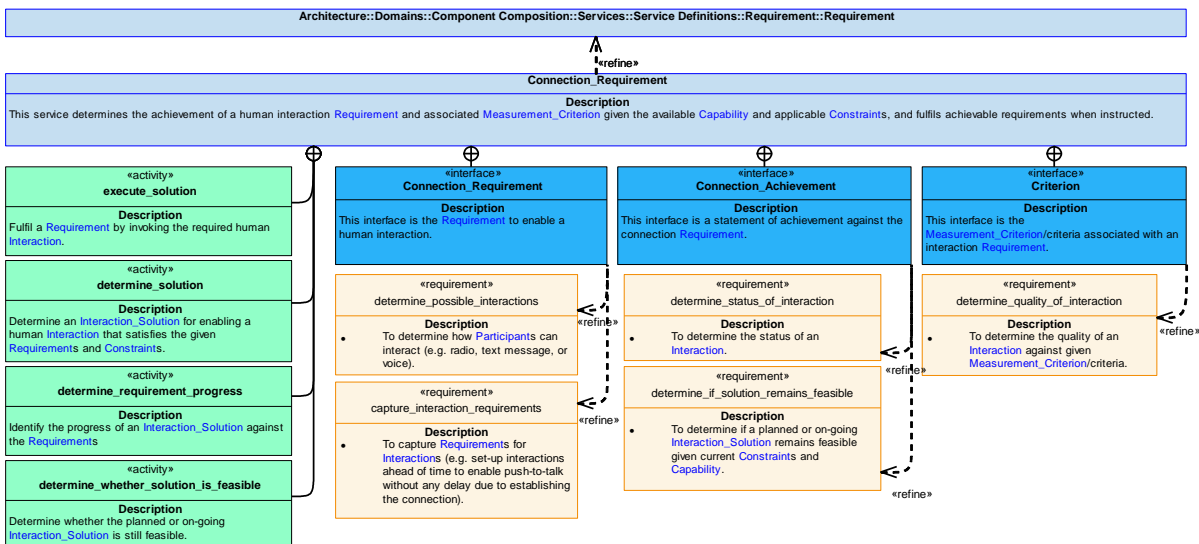 Architecture::Domains::Component Composition::Services::Service Definitions::Requirement::Requirement
«refine»
Connection_Requirement
Description
This service determines the achievement of a human interaction Requirement and associated Measurement_Criterion given the available Capability and applicable Constraints, and fulfils achievable requirements when instructed.
«activity»
execute_solution
Description
Fulfil a Requirement by invoking the required human
Interaction.
«activity»
determine_solution
Description
Determine an Interaction_Solution for enabling a
human Interaction that satisfies the given
Requirements and Constraints.
«activity»
determine_requirement_progress
Description
Identify the progress of an Interaction_Solution against
the Requirements
«activity»
determine_whether_solution_is_feasible
Description
Determine whether the planned or on-going
Interaction_Solution is still feasible.
«interface»
Connection_Requirement
Description
This interface is the Requirement to enable a
human interaction.
«requirement»
determine_possible_interactions
Description
• To determine how Participants can
interact (e.g. radio, text message, or
voice).
«refine»
«requirement»
capture_interaction_requirements
Description
• To capture Requirements for
Interactions (e.g. set-up interactions
ahead of time to enable push-to-talk
without any delay due to establishing
the connection).
«refine»
«interface»
Connection_Achievement
Description
This interface is a statement of achievement against the
connection Requirement.
«requirement»
determine_status_of_interaction
Description
• To determine the status of an
Interaction.
«refine»
«requirement»
determine_if_solution_remains_feasible
Description
• To determine if a planned or on-going
Interaction_Solution remains feasible
given current Constraints and
Capability.
«refine»
«interface»
Criterion
Description
This interface is the
Measurement_Criterion/criteria associated with an
interaction Requirement.
«requirement»
determine_quality_of_interaction
Description
• To determine the quality of an
Interaction against given
Measurement_Criterion/criteria.
«refine»